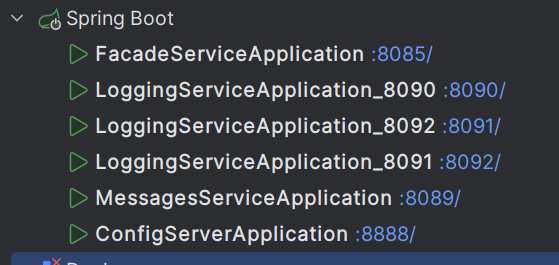 Spring Boot
FacadeServiceApplication :8085/
LoggingServiceApplication_8090 :8090/
LoggingServiceApplication_8092 :8091/
LoggingServiceApplication_8091 :8092/
MessagesServiceApplication :8089/
ConfigServerApplication :8888/